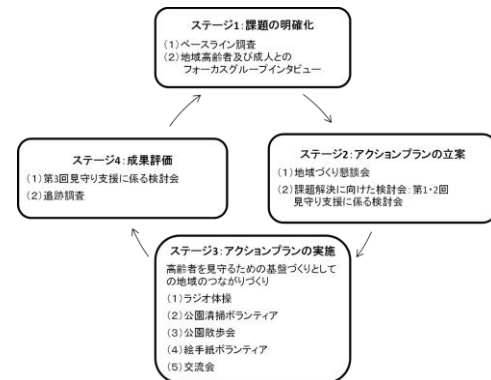 ステージ1:課題の明確化
(1)ベースライン調査
(2)地域高齢者及び成人との
フォーカスグループインタビュー
ステージ2:アクションプランの立案
(1)地域づくり懇談会
(2)課題解決に向けた検討会:第1・2回
見守り支援に係る検討会
ステージ3:アクションプランの実施
高齢者を見守るための基盤づくりとして
の地域のつながりづくり
(1)ラジオ体操
(2)公園清掃ボランティア
(3)公園散歩会
(4)絵手紙ボランティア
(5)交流会
ステージ4:成果評価
(1)第3回見守り支援に係る検討会
(2)追跡調査